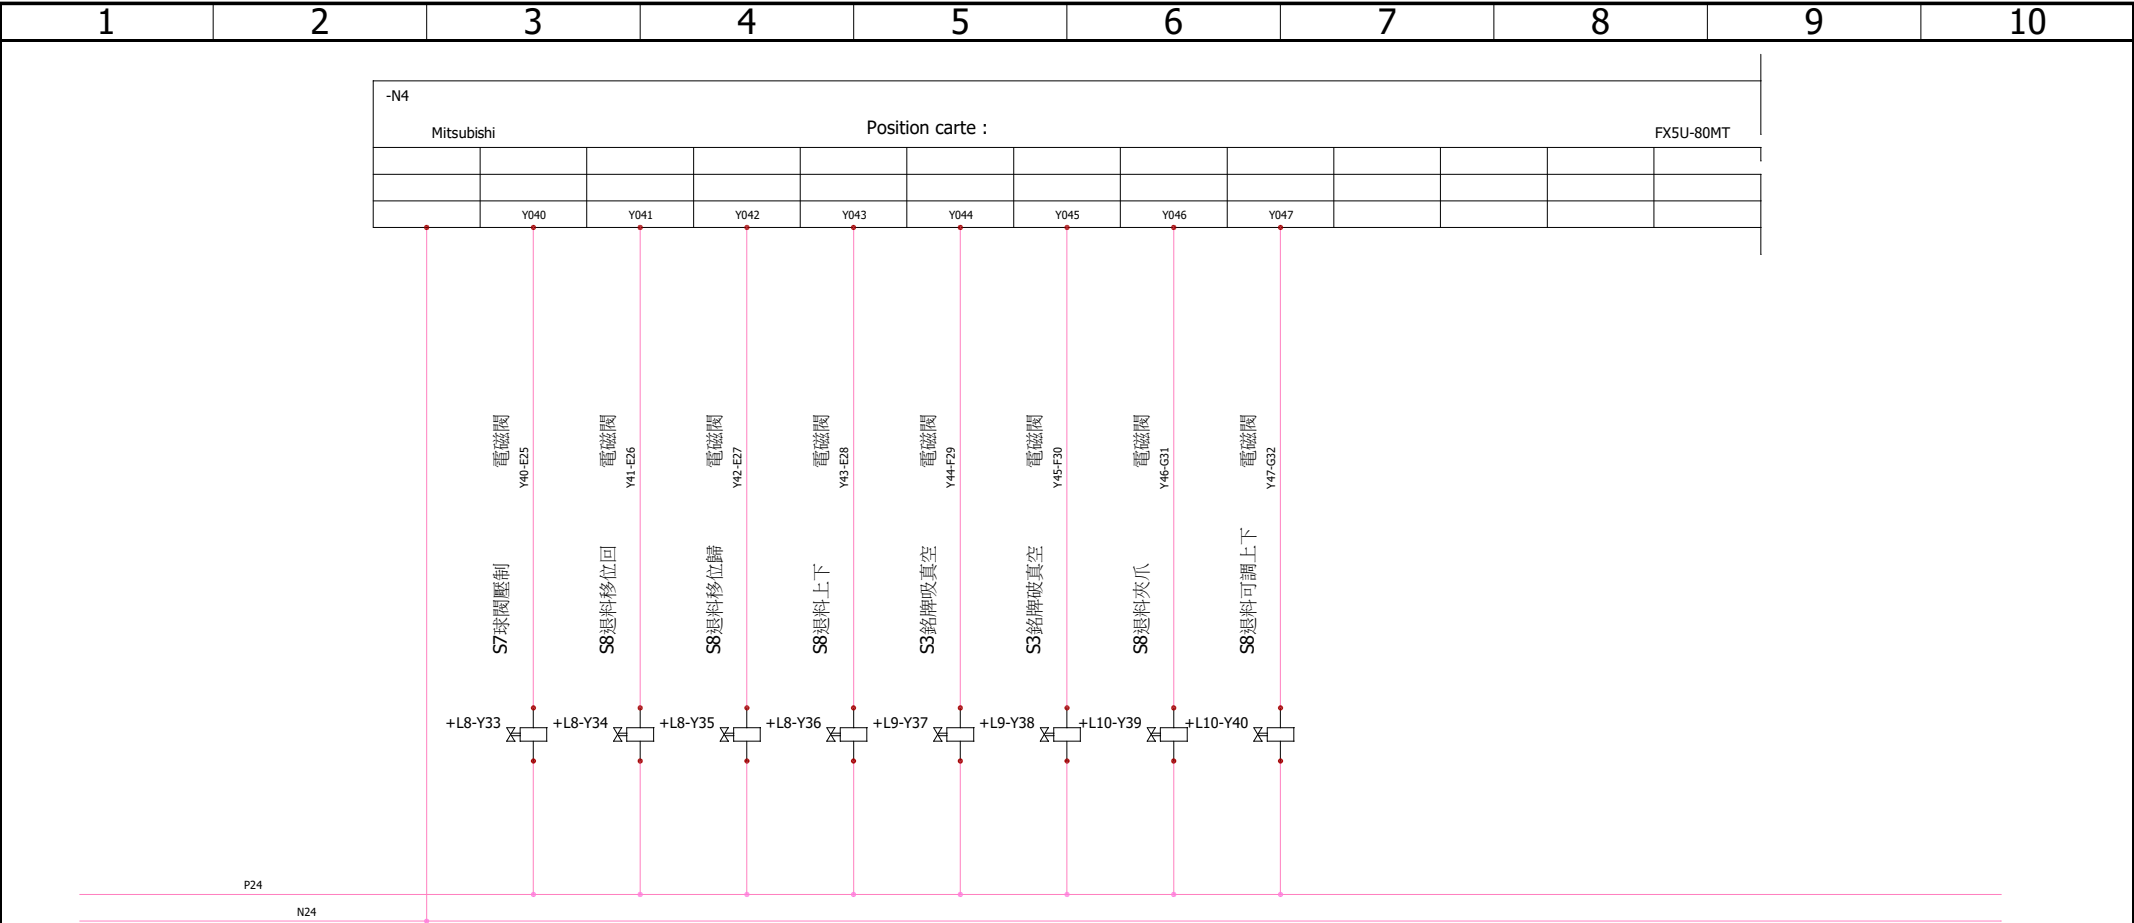 1 2 3 4 5 6 7 8 9 10
-N4
Mitsubishi Position carte : FX5U-80MT
Y040 Y041 Y042 Y043 Y044 Y045 Y046 Y047
S7球閥壓制 電磁閥
Y40-E25
S8退料移位回 電磁閥
Y41-E26
S8退料移位歸 電磁閥
Y42-E27
S8退料上下 電磁閥
Y43-E28
S3銘牌吸真空 電磁閥
Y44-F29
S3銘牌破真空 電磁閥
Y45-F30
S8退料夾爪 電磁閥
Y46-G31
S8退料可調上下 電磁閥
Y47-G32
+L8-Y33 +L8-Y34 +L8-Y35 +L8-Y36 +L9-Y37 +L9-Y38 +L10-Y39 +L10-Y40
P24
N24